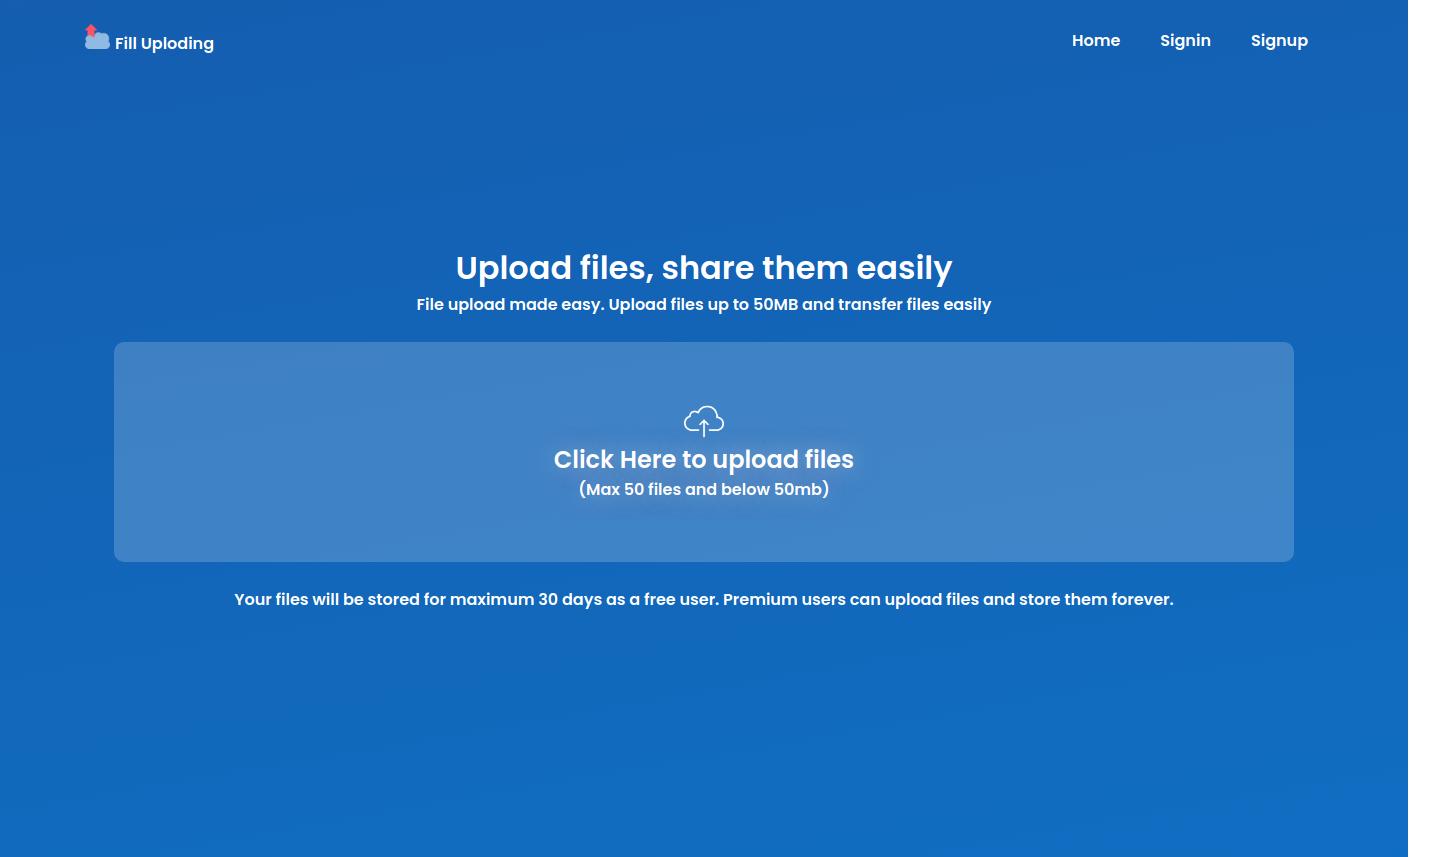 Fill Uploding
Home
Signin
Signup
Upload files, share them easily
File upload made easy. Upload files up to 50MB and transfer files easily
Click Here to upload files
(Max 50 files and below 50mb)
Your files will be stored for maximum 30 days as a free user. Premium users can upload files and store them forever.